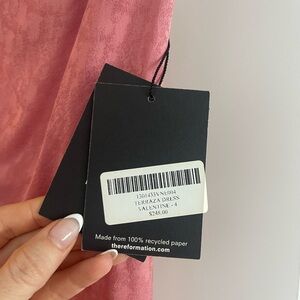 TERRAZA DRESS
VALENTINE - 4
$248.00
Made from 100% recycled paper
thereformation.com